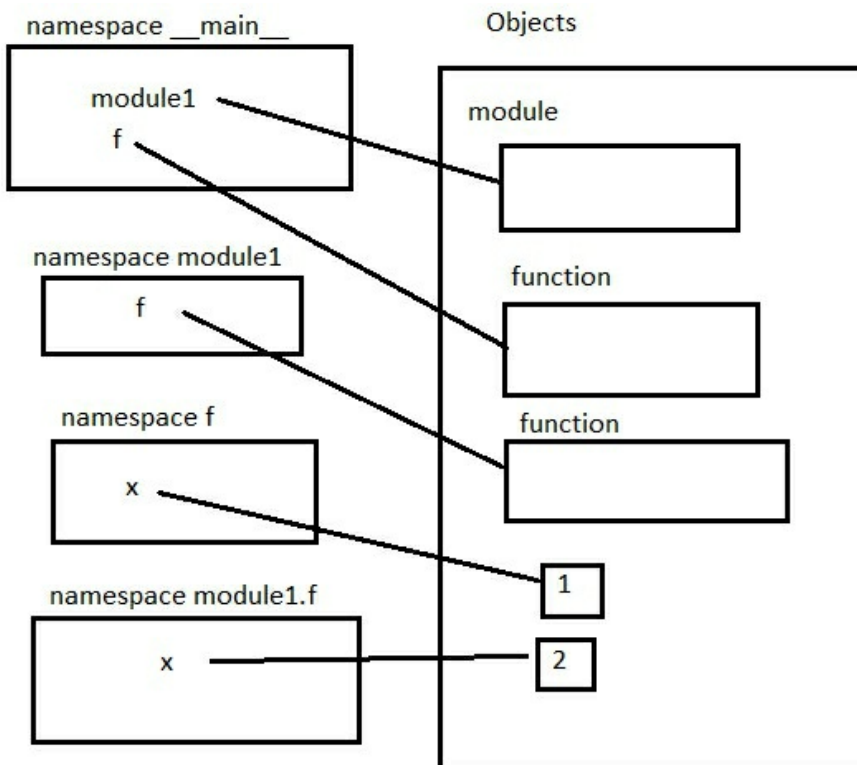 namespace __main__
module1
f
namespace module1
f
namespace f
x
namespace module1.f
x
Objects
module
function
function
1
2